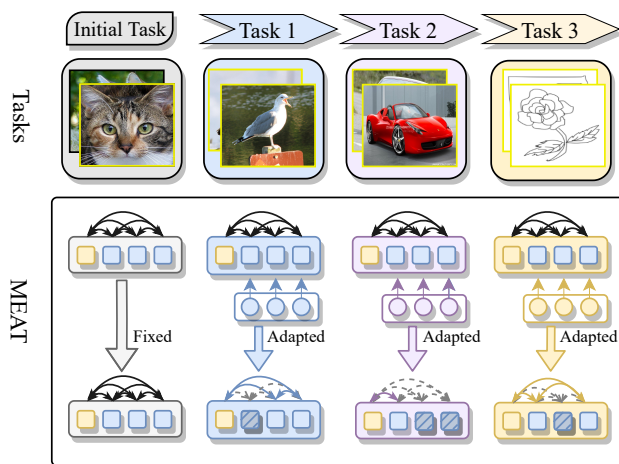 Initial Task
Task 1
Task 2
Task 3
Tasks
MEAT
Fixed
Adapted
Adapted
Adapted